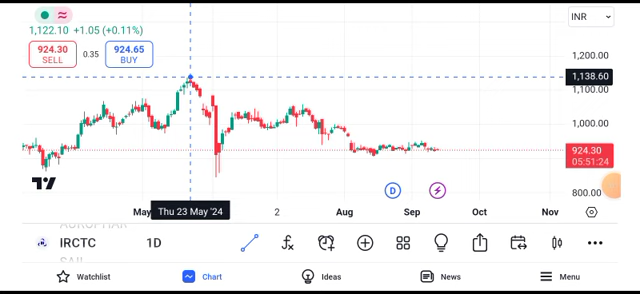 INR
1,122.10 +1.05 (+0.11%)
924.30 SELL
0.35
924.65 BUY
1,200.00
1,138.60
1,100.00
1,000.00
924.30
05:51:24
800.00
D
May
Thu 23 May '24
2
Aug
Sep
Oct
Nov
IRCTC
1D
Watchlist
Chart
Ideas
News
Menu